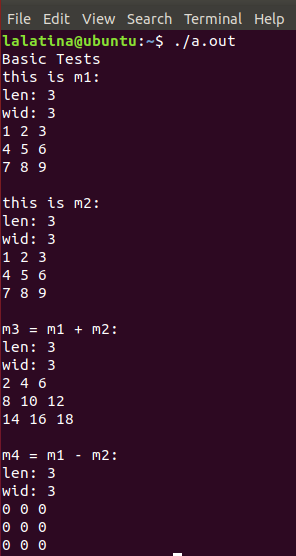 File Edit View Search Terminal Help
lalatina@ubuntu:~$ ./a.out
Basic Tests
this is m1:
len: 3
wid: 3
1 2 3
4 5 6
7 8 9
this is m2:
len: 3
wid: 3
1 2 3
4 5 6
7 8 9
m3 = m1 + m2:
len: 3
wid: 3
2 4 6
8 10 12
14 16 18
m4 = m1 - m2:
len: 3
wid: 3
0 0 0
0 0 0
0 0 0